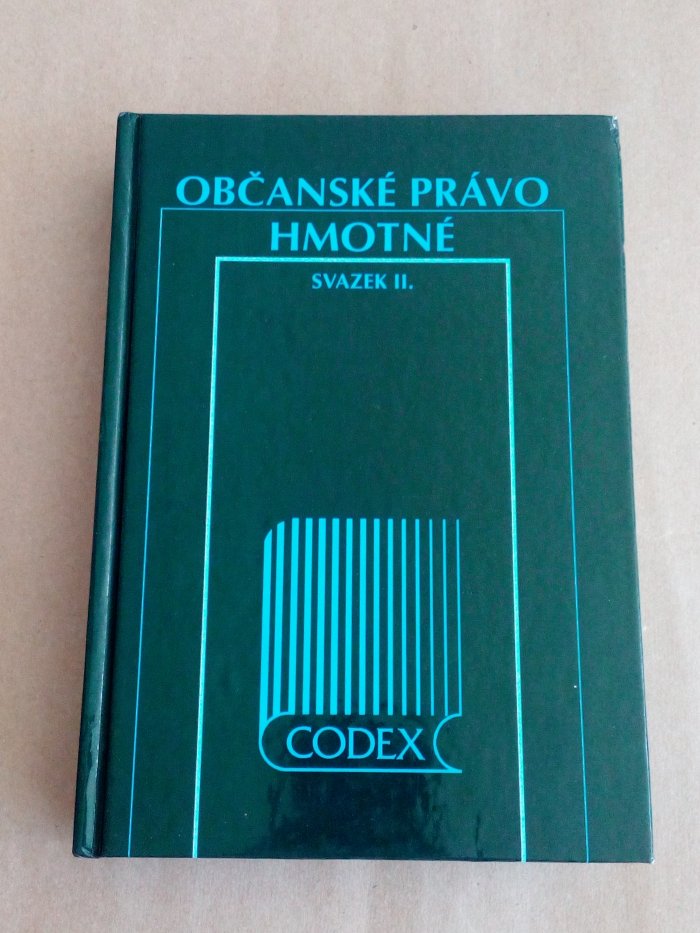 OBČANSKÉ PRÁVO
HMOTNÉ
SVAZEK II.
CODEX